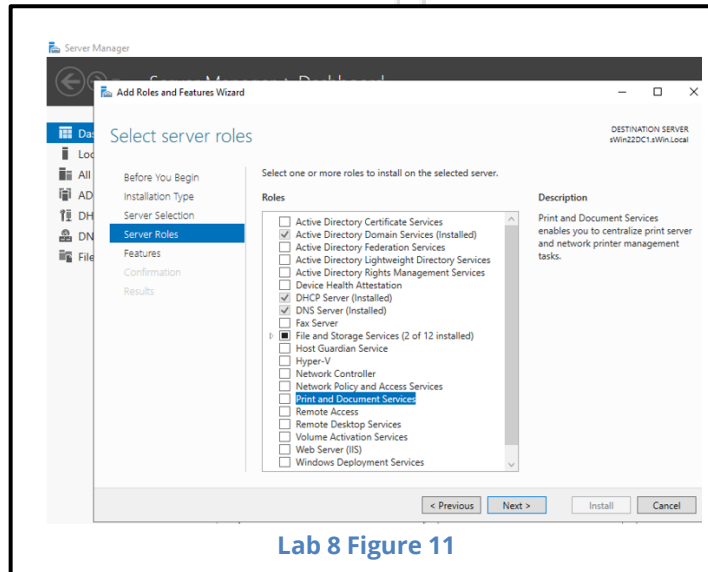 Server Manager
Add Roles and Features Wizard
Select server roles
DESTINATION SERVER
sWin22DC1.sWin.Local
Before You Begin
Installation Type
Server Selection
Server Roles
Features
Confirmation
Results
Select one or more roles to install on the selected server.
Roles
Active Directory Certificate Services
Active Directory Domain Services (Installed)
Active Directory Federation Services
Active Directory Lightweight Directory Services
Active Directory Rights Management Services
Device Health Attestation
DHCP Server (Installed)
DNS Server (Installed)
Fax Server
File and Storage Services (2 of 12 installed)
Host Guardian Service
Hyper-V
Network Controller
Network Policy and Access Services
Print and Document Services
Remote Access
Remote Desktop Services
Volume Activation Services
Web Server (IIS)
Windows Deployment Services
Description
Print and Document Services
enables you to centralize print server
and network printer management
tasks.
Das
Loc
All
AD
DH
DN
File
< Previous
Next >
Install
Cancel
Lab 8 Figure 11